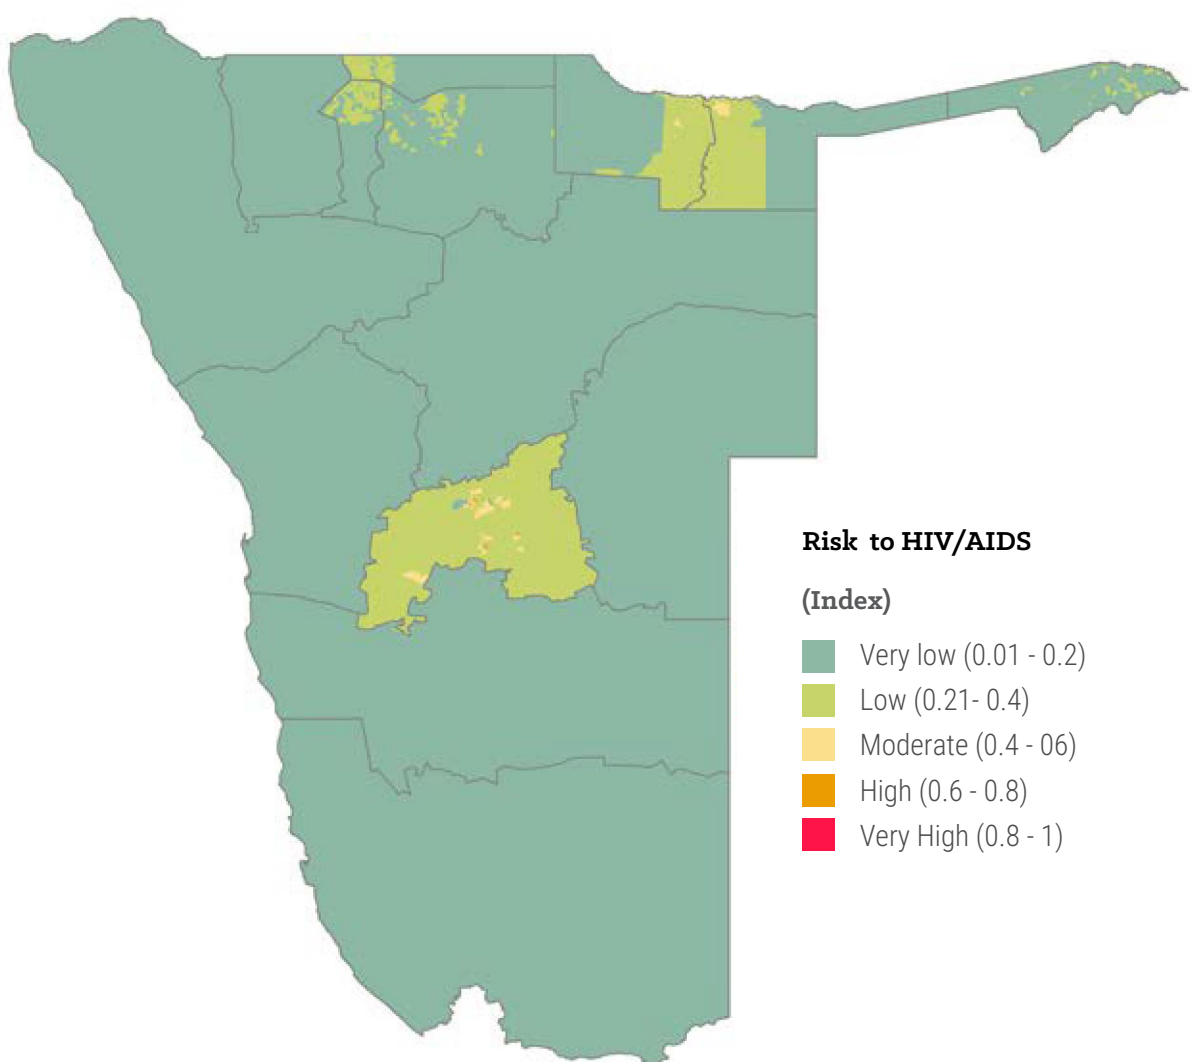 Risk to HIV/AIDS
(Index)
Very low (0.01 - 0.2)
Low (0.21- 0.4)
Moderate (0.4 - 06)
High (0.6 - 0.8)
Very High (0.8 - 1)